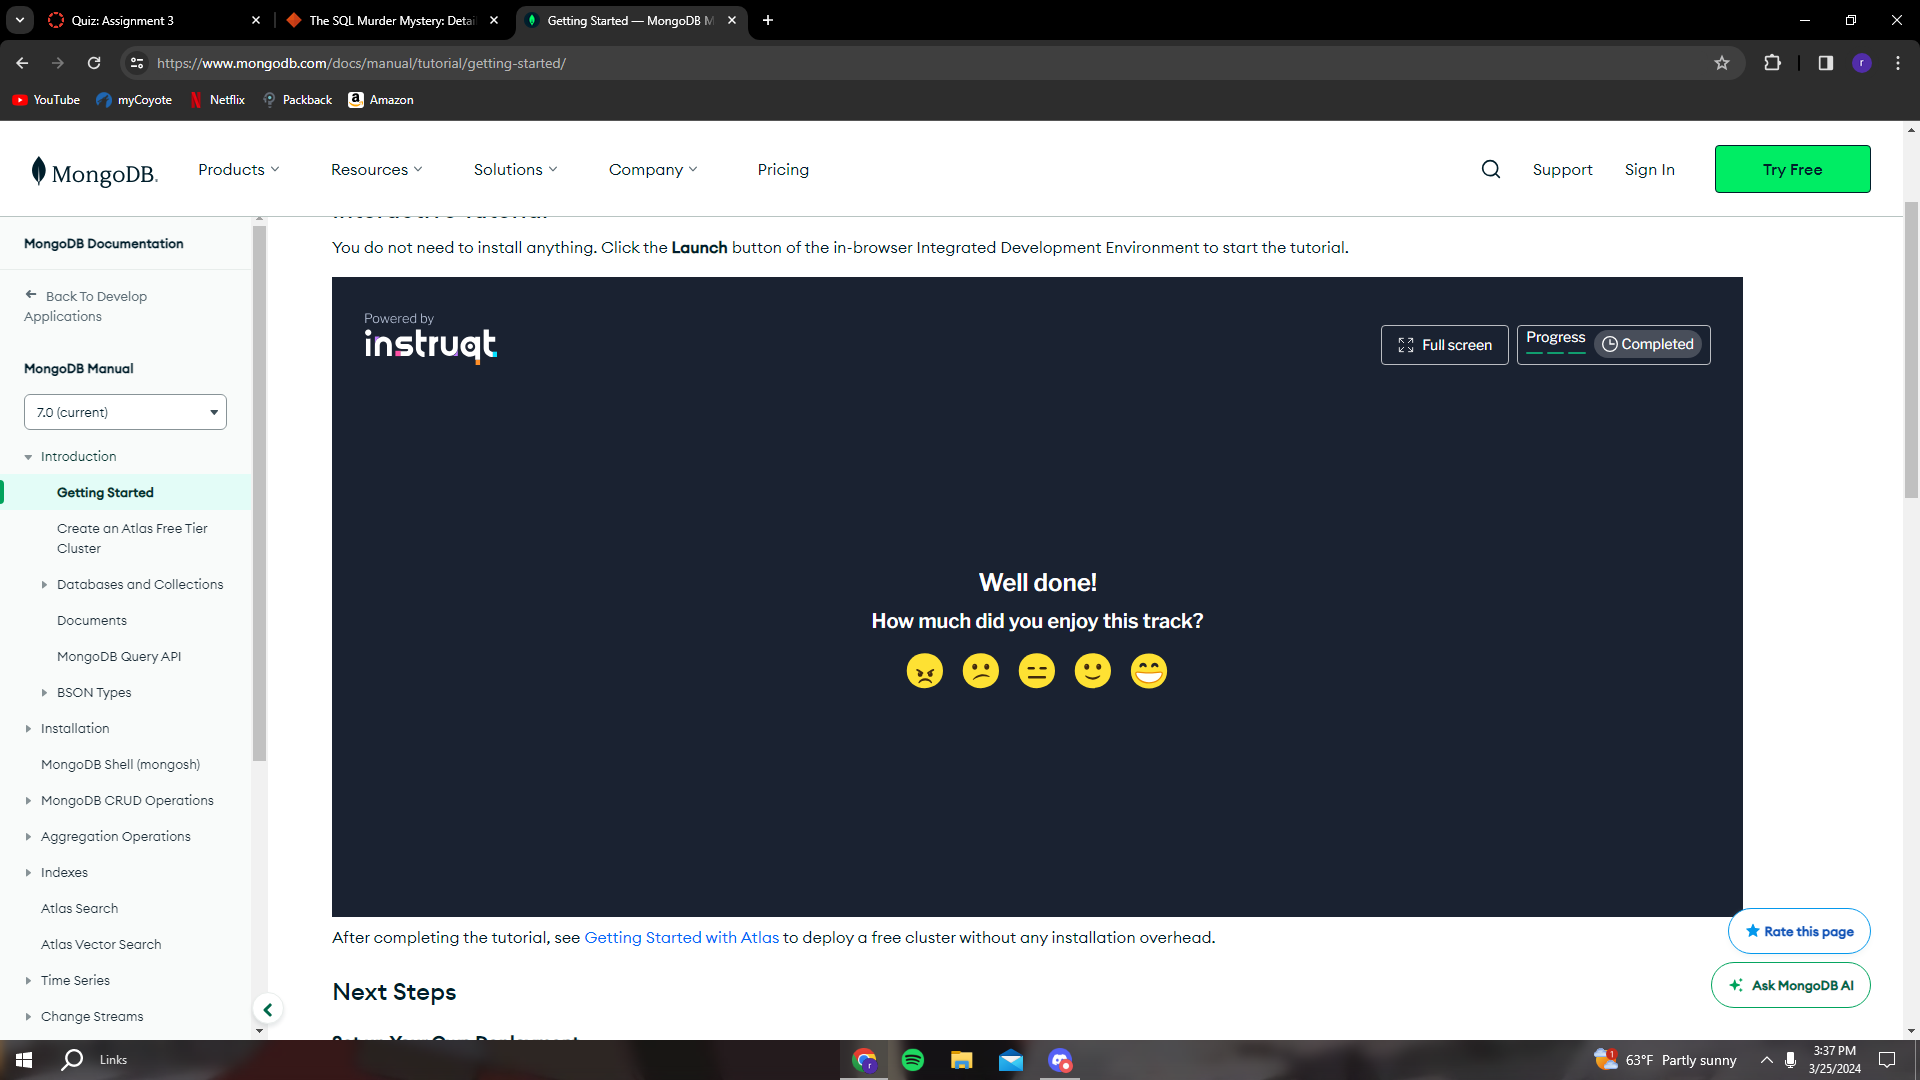 Quiz: Assignment 3
The SQL Murder Mystery: Detai
Getting Started — MongoDB M
https://www.mongodb.com/docs/manual/tutorial/getting-started/
r
YouTube
myCoyote
Netflix
Packback
Amazon
MongoDB.
Products
Resources
Solutions
Company
Pricing
Support
Sign In
Try Free
MongoDB Documentation
Back To Develop
Applications
MongoDB Manual
7.0 (current)
Introduction
Getting Started
Create an Atlas Free Tier
Cluster
Databases and Collections
Documents
MongoDB Query API
BSON Types
Installation
MongoDB Shell (mongosh)
MongoDB CRUD Operations
Aggregation Operations
Indexes
Atlas Search
Atlas Vector Search
Time Series
Change Streams
Interactive Tutorial
You do not need to install anything. Click the Launch button of the in-browser Integrated Development Environment to start the tutorial.
Powered by
instruqt
Full screen
Progress
Completed
Well done!
How much did you enjoy this track?
After completing the tutorial, see Getting Started with Atlas to deploy a free cluster without any installation overhead.
Next Steps
Set up Your Own Deployment
Rate this page
Ask MongoDB AI
Links
1
63°F Partly sunny
3:37 PM
3/25/2024